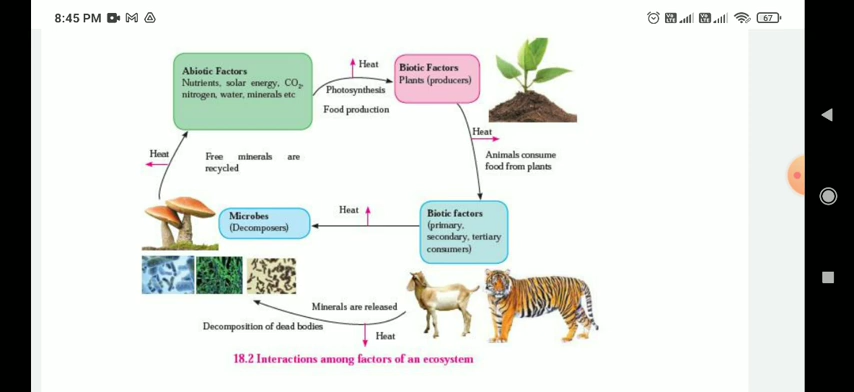 8:45 PM
67
Abiotic Factors
Nutrients, solar energy, CO₂,
nitrogen, water, minerals etc
Heat
Photosynthesis
Food production
Biotic Factors
Plants (producers)
Heat
Animals consume
food from plants
Heat
Free minerals are
recycled
Microbes
(Decomposers)
Heat
Biotic factors
(primary,
secondary, tertiary
consumers)
Minerals are released
Decomposition of dead bodies
Heat
18.2 Interactions among factors of an ecosystem